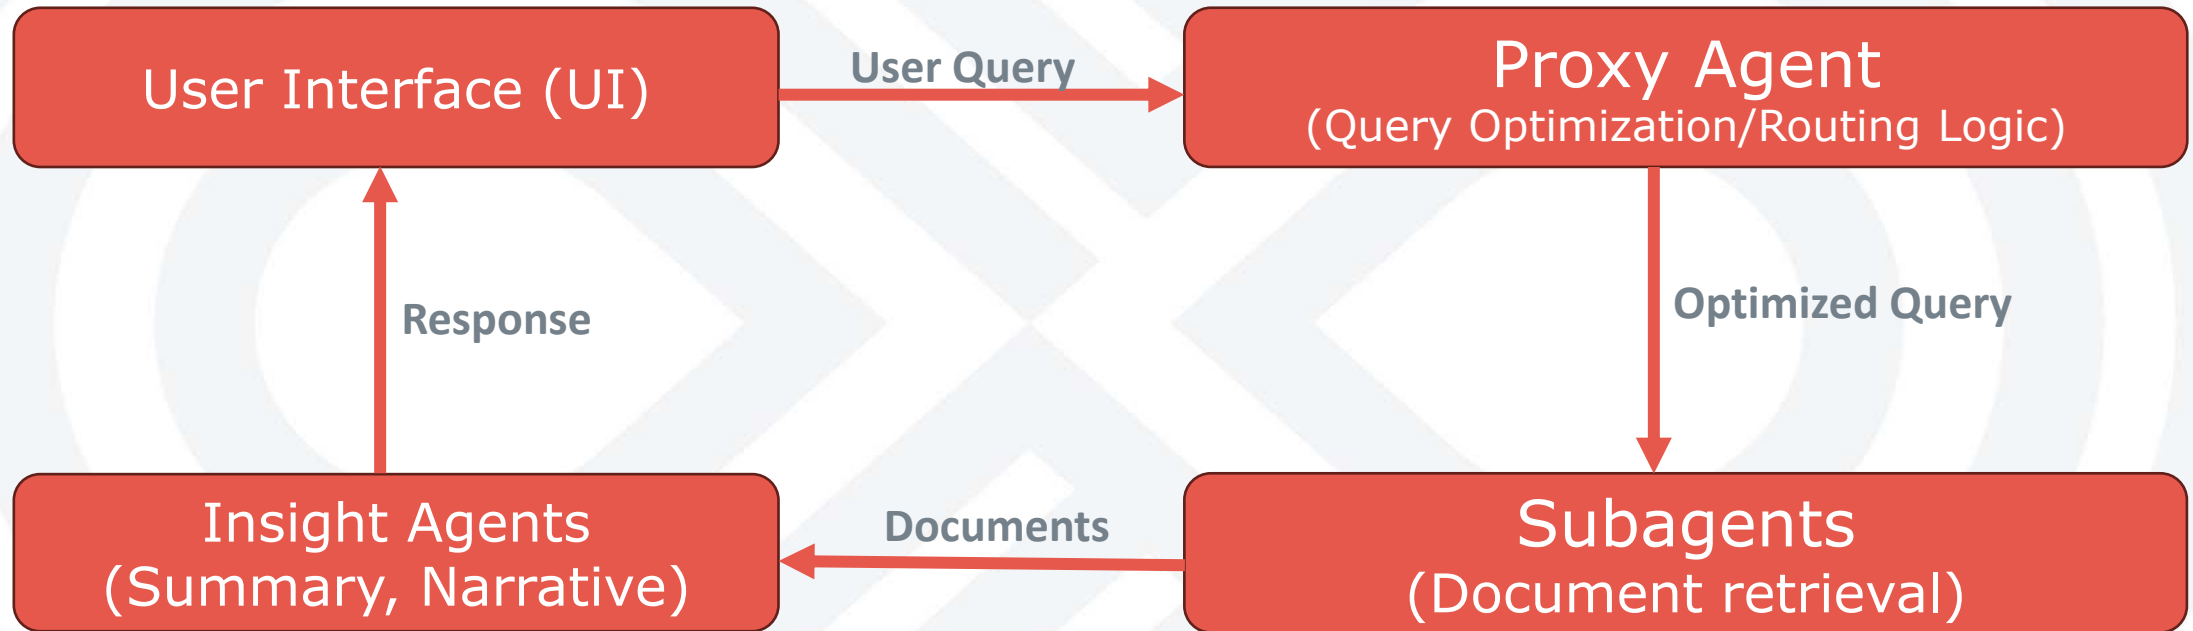 User Interface (UI)
User Query
Proxy Agent
(Query Optimization/Routing Logic)
Response
Optimized Query
Insight Agents
(Summary, Narrative)
Documents
Subagents
(Document retrieval)